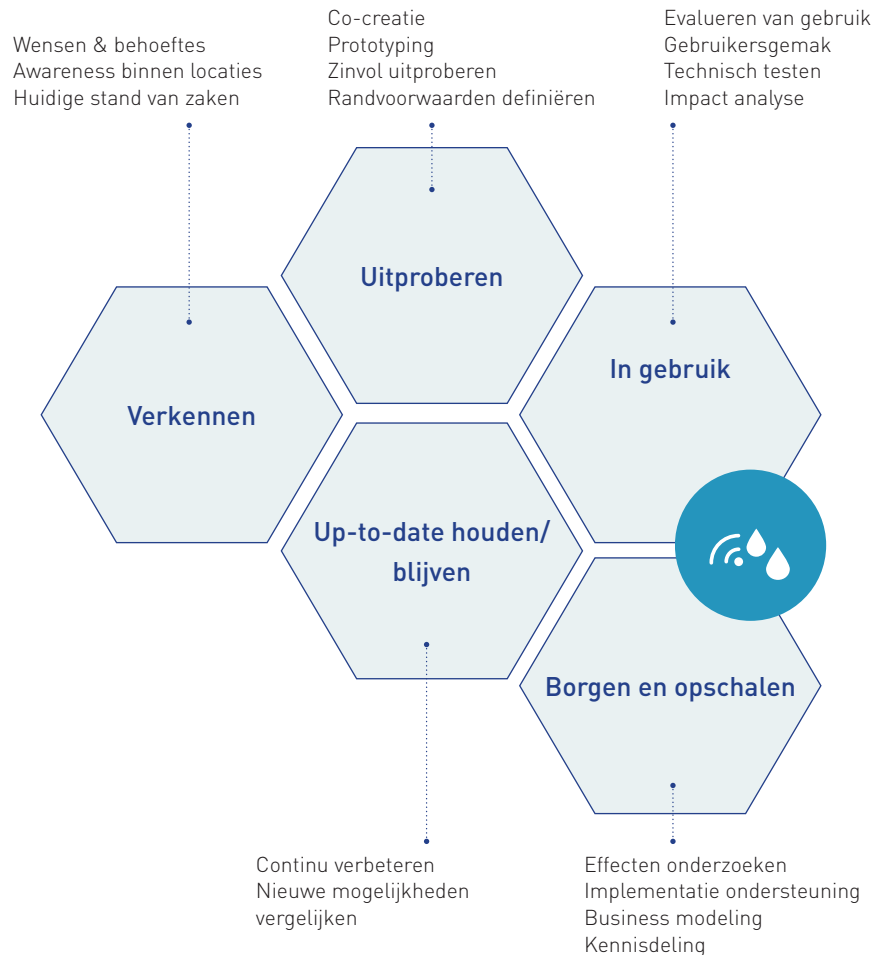 Wensen & behoeftes
Awareness binnen locaties
Huidige stand van zaken
Co-creatie
Prototyping
Zinvol uitproberen
Randvoorwaarden definiëren
Evalueren van gebruik
Gebruikersgemak
Technisch testen
Impact analyse
Verkennen
Uitproberen
In gebruik
Up-to-date houden/
blijven
Borgen en opschalen
Continu verbeteren
Nieuwe mogelijkheden
vergelijken
Effecten onderzoeken
Implementatie ondersteuning
Business modeling
Kennisdeling